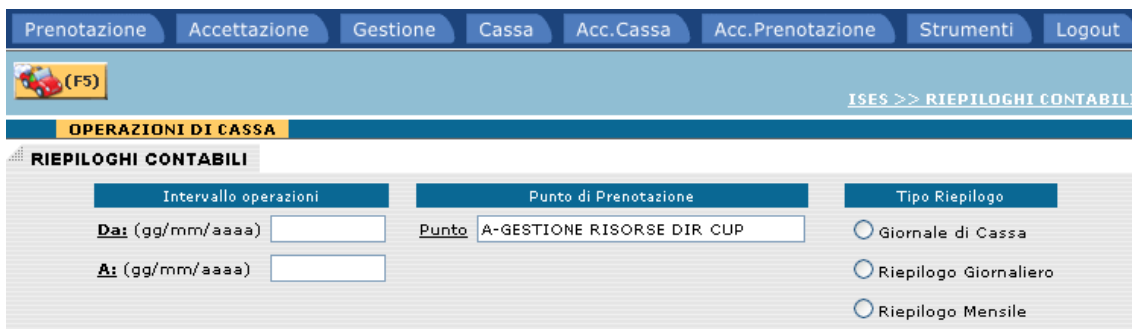 Prenotazione Accettazione Gestione Cassa Acc.Cassa Acc.Prenotazione Strumenti Logout
(F5)
ISES >> RIEPILOGHI CONTABILI
OPERAZIONI DI CASSA
RIEPILOGHI CONTABILI
Intervallo operazioni Punto di Prenotazione Tipo Riepilogo
Da: (gg/mm/aaaa) Punto A-GESTIONE RISORSE DIR CUP Giornale di Cassa
A: (gg/mm/aaaa) Riepilogo Giornaliero
Riepilogo Mensile